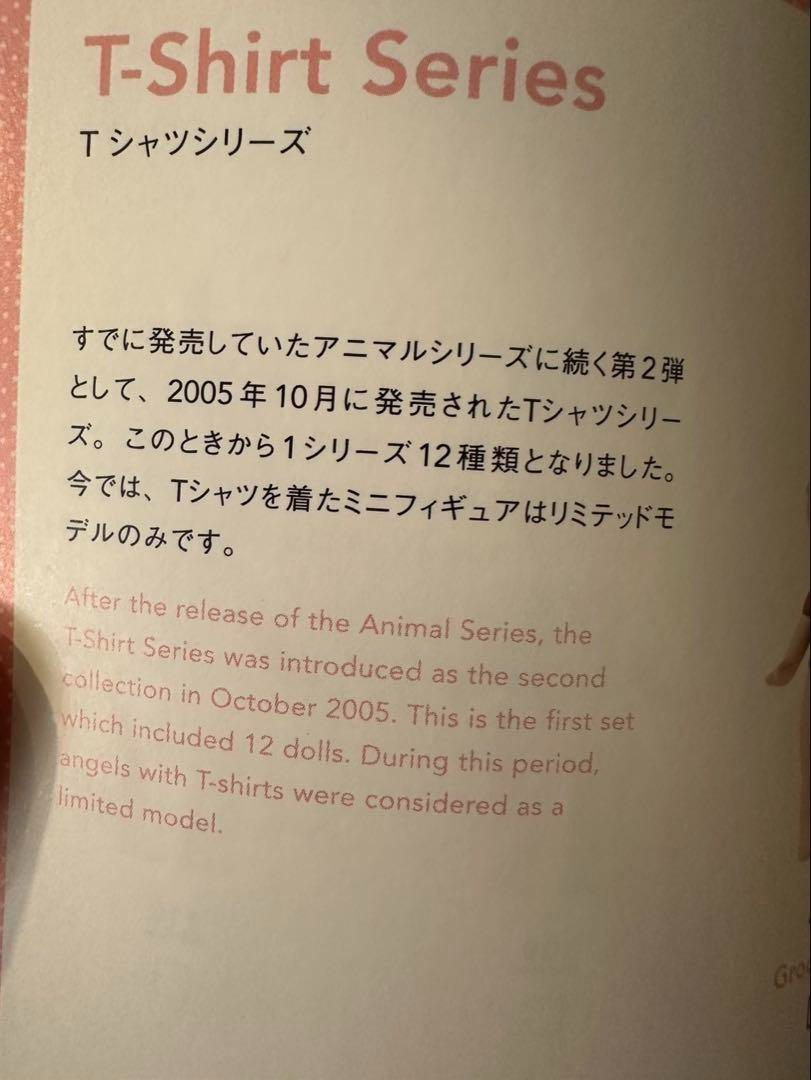 T-Shirt Series
Tシャツシリーズ
すでに発売していたアニマルシリーズに続く第2弾
として、2005年10月に発売されたTシャツシリー
ズ。このときから1シリーズ12種類となりました。
今では、Tシャツを着たミニフィギュアはリミテッドモ
デルのみです。
After the release of the Animal Series, the
T-Shirt Series was introduced as the second
collection in October 2005. This is the first set
which included 12 dolls. During this period,
angels with T-shirts were considered as a
limited model.